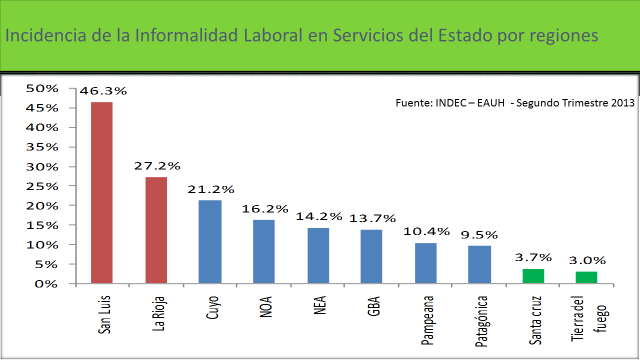 Incidencia de la Informalidad Laboral en Servicios del Estado por regiones
Fuente: INDEC – EAUH - Segundo Trimestre 2013
50%
45%
40%
35%
30%
25%
20%
15%
10%
5%
0%
46.3%
27.2%
21.2%
16.2%
14.2%
13.7%
10.4%
9.5%
3.7%
3.0%
San Luis
La Rioja
Cuyo
NOA
NEA
GBA
Pampeana
Patagónica
Santa cruz
Tierra del
fuego